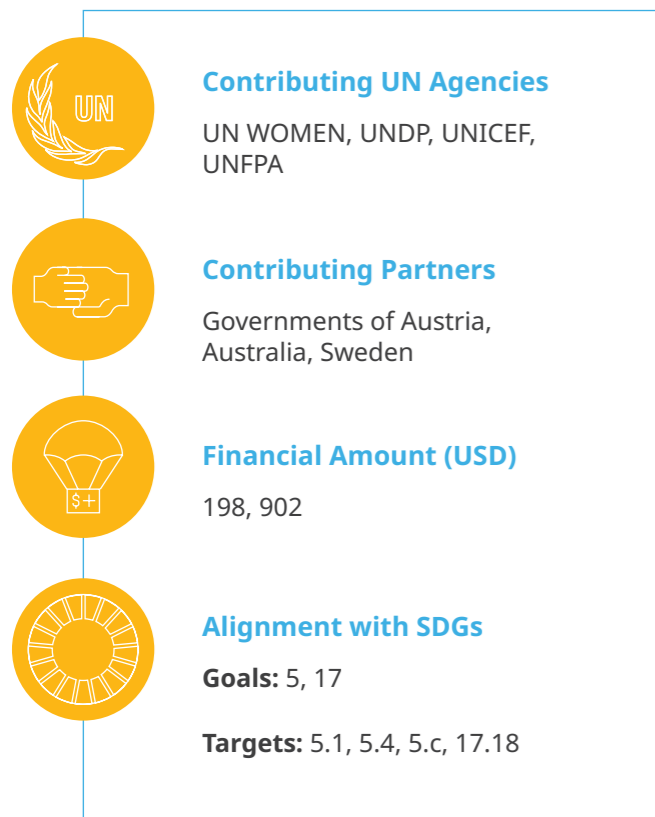 UN
Contributing UN Agencies
UN WOMEN, UNDP, UNICEF,
UNFPA
Contributing Partners
Governments of Austria,
Australia, Sweden
$+
Financial Amount (USD)
198, 902
Alignment with SDGs
Goals: 5, 17
Targets: 5.1, 5.4, 5.c, 17.18